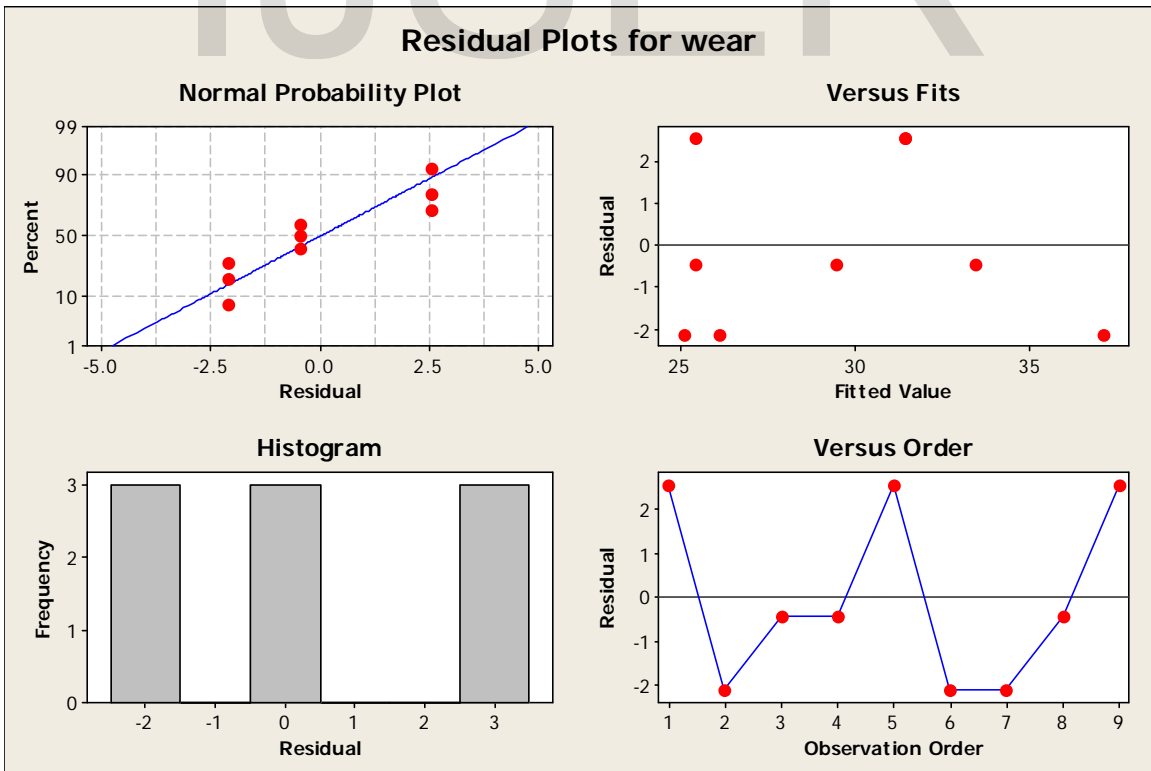 IJSER
Residual Plots for wear
Normal Probability Plot
99
90
50
10
1
Percent
-5.0 -2.5 0.0 2.5 5.0
Residual
Versus Fits
2
1
0
-1
-2
Residual
25 30 35
Fitted Value
Histogram
3
2
1
0
Frequency
-2 -1 0 1 2 3
Residual
Versus Order
2
1
0
-1
-2
Residual
1 2 3 4 5 6 7 8 9
Observation Order